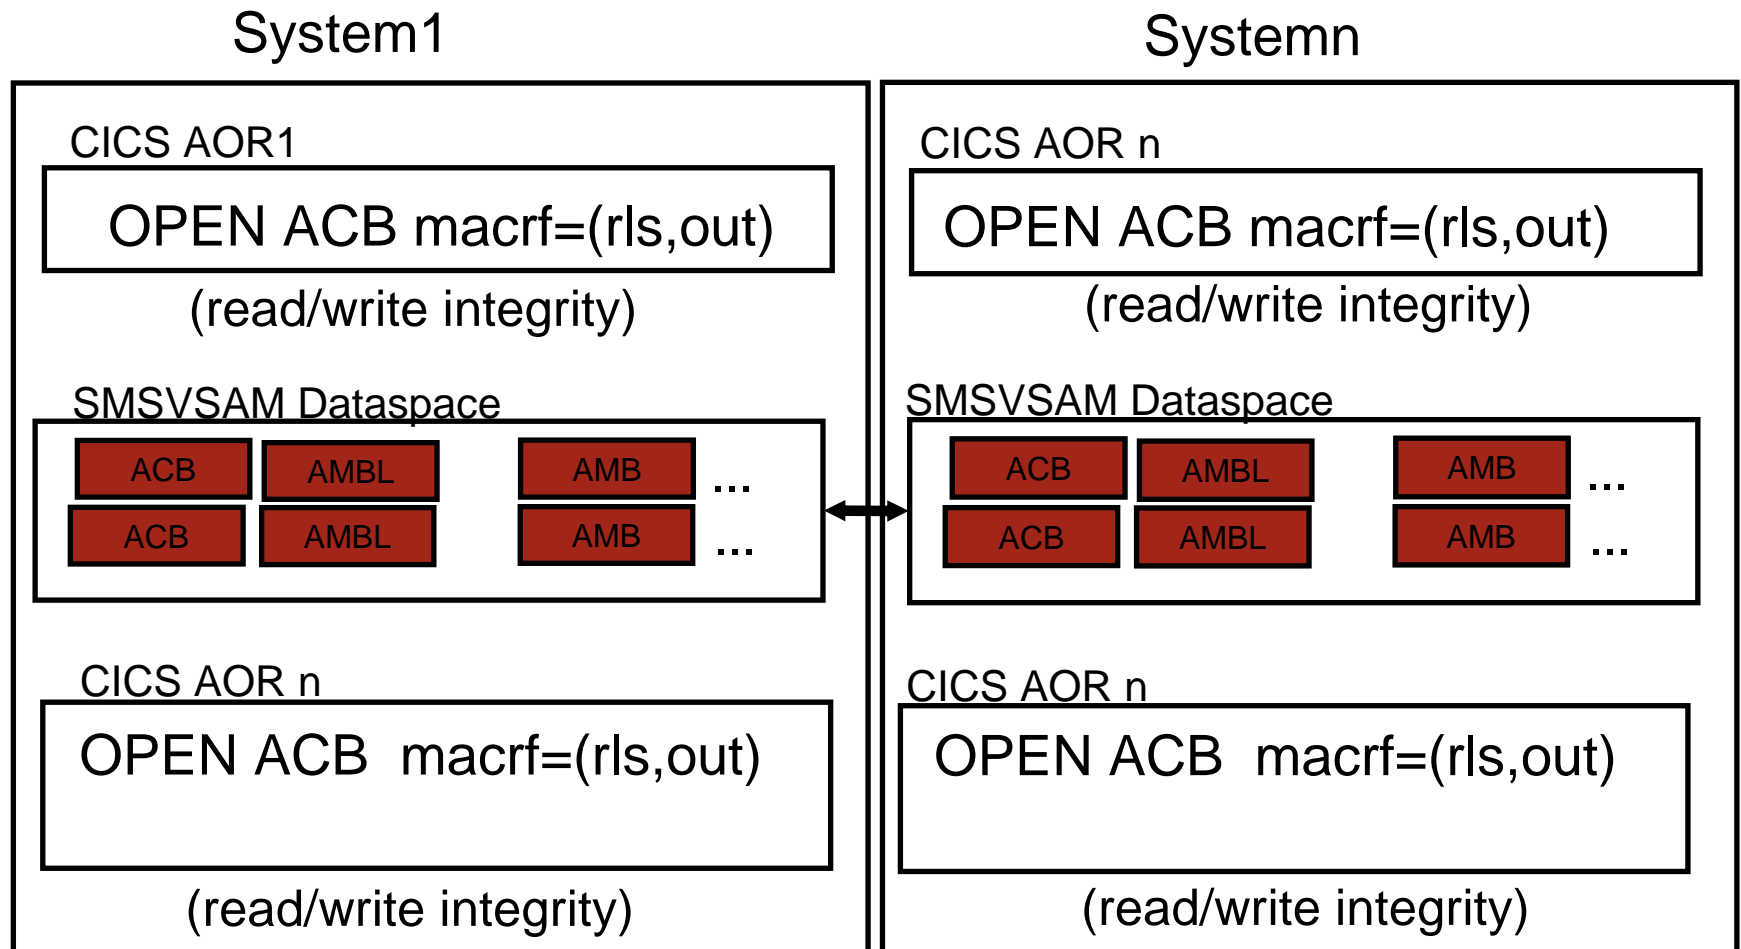 System1
CICS AOR1
OPEN ACB macrf=(rls,out)
(read/write integrity)
SMSVSAM Dataspace
ACB AMBL AMB ...
ACB AMBL AMB ...
CICS AOR n
OPEN ACB  macrf=(rls,out)
(read/write integrity)
Systemn
CICS AOR n
OPEN ACB macrf=(rls,out)
(read/write integrity)
SMSVSAM Dataspace
ACB AMBL AMB ...
ACB AMBL AMB ...
CICS AOR n
OPEN ACB  macrf=(rls,out)
(read/write integrity)